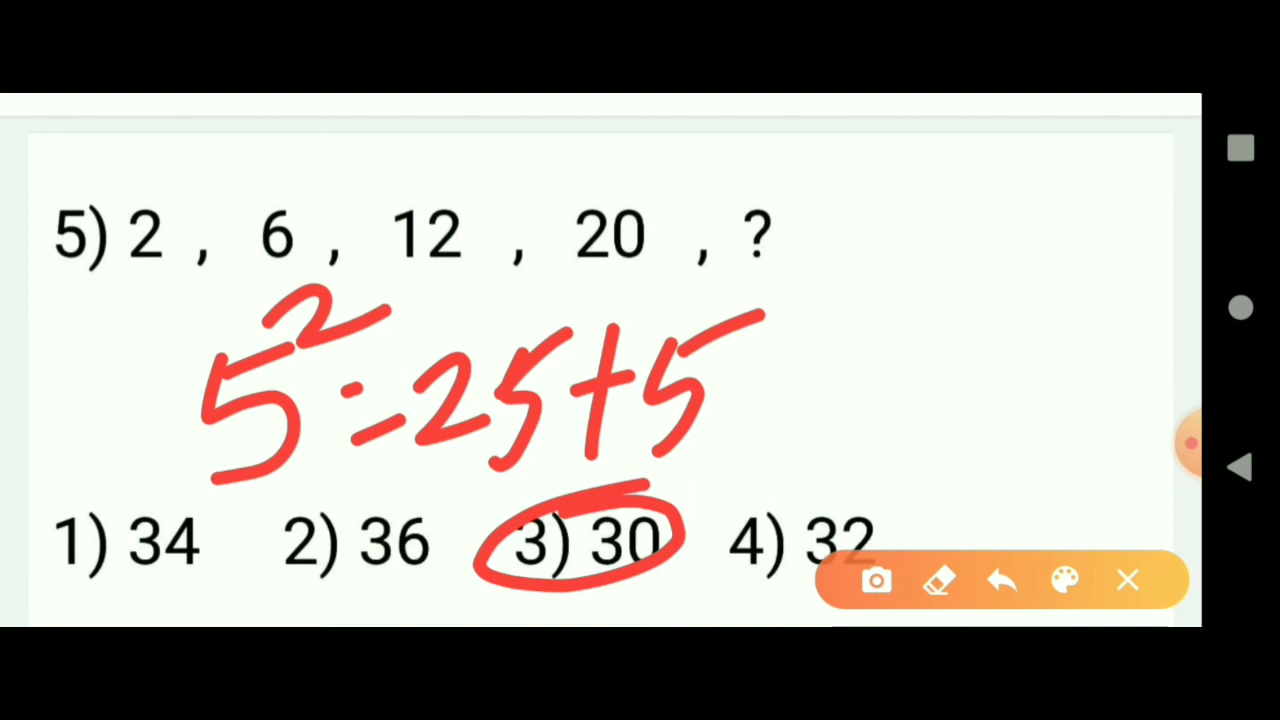 5) 2 , 6 , 12 , 20 , ?
5² = 25 + 5
1) 34 2) 36 3) 30 4) 32